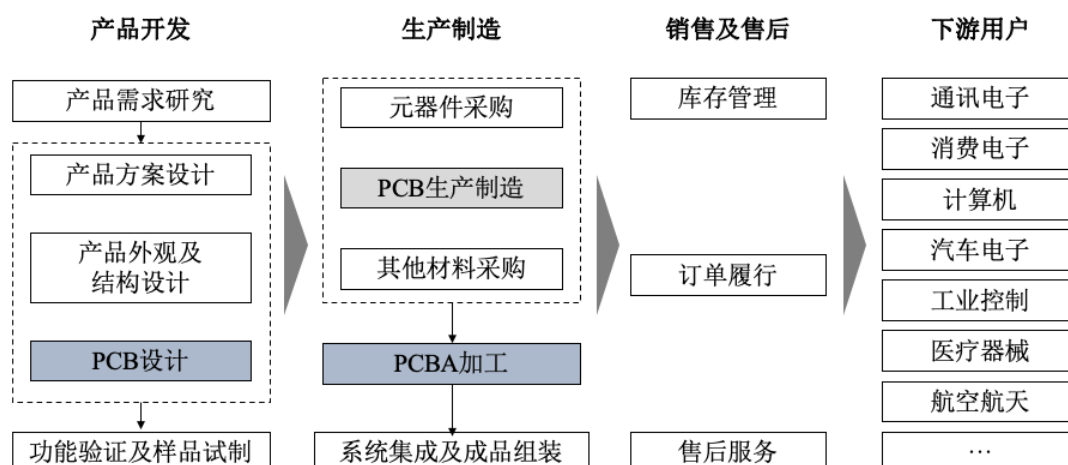 产品开发
产品需求研究
产品方案设计
产品外观及
结构设计
PCB设计
功能验证及样品试制
生产制造
元器件采购
PCB生产制造
其他材料采购
PCBA加工
系统集成及成品组装
销售及售后
库存管理
订单履行
售后服务
下游用户
通讯电子
消费电子
计算机
汽车电子
工业控制
医疗器械
航空航天
…